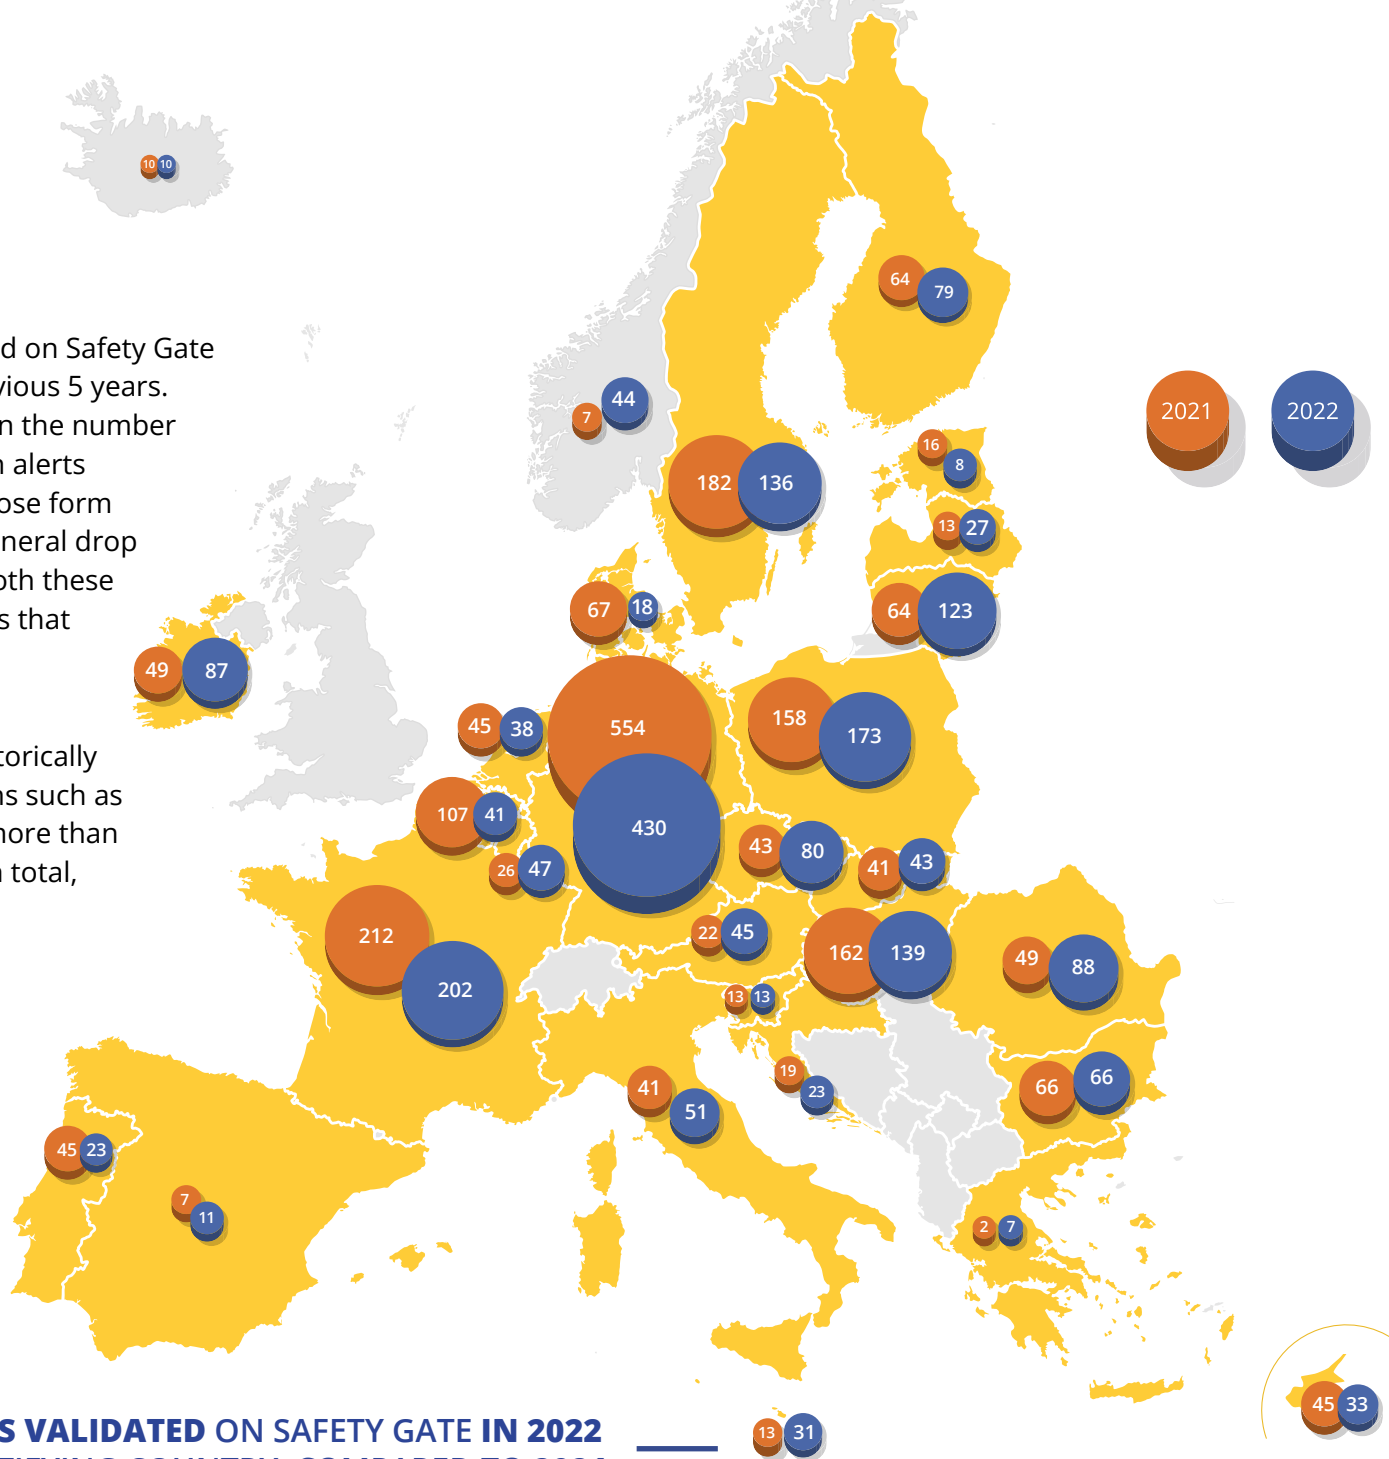 10 10
64
79
d on Safety Gate
vious 5 years.
n the number
n alerts
ose form
neral drop
oth these
s that
7 44
2021 2022
182 136
16
8
13 27
67 18
64 123
49 87
45 38
554
158
173
torically
ns such as
more than
n total,
107 41
430
43 80
41 43
26 47
212
202
22 45
162 139
49 88
13 13
19
23
41
51
66 66
45 23
7
11
2 7
45 33
S VALIDATED ON SAFETY GATE IN 2022
13 31